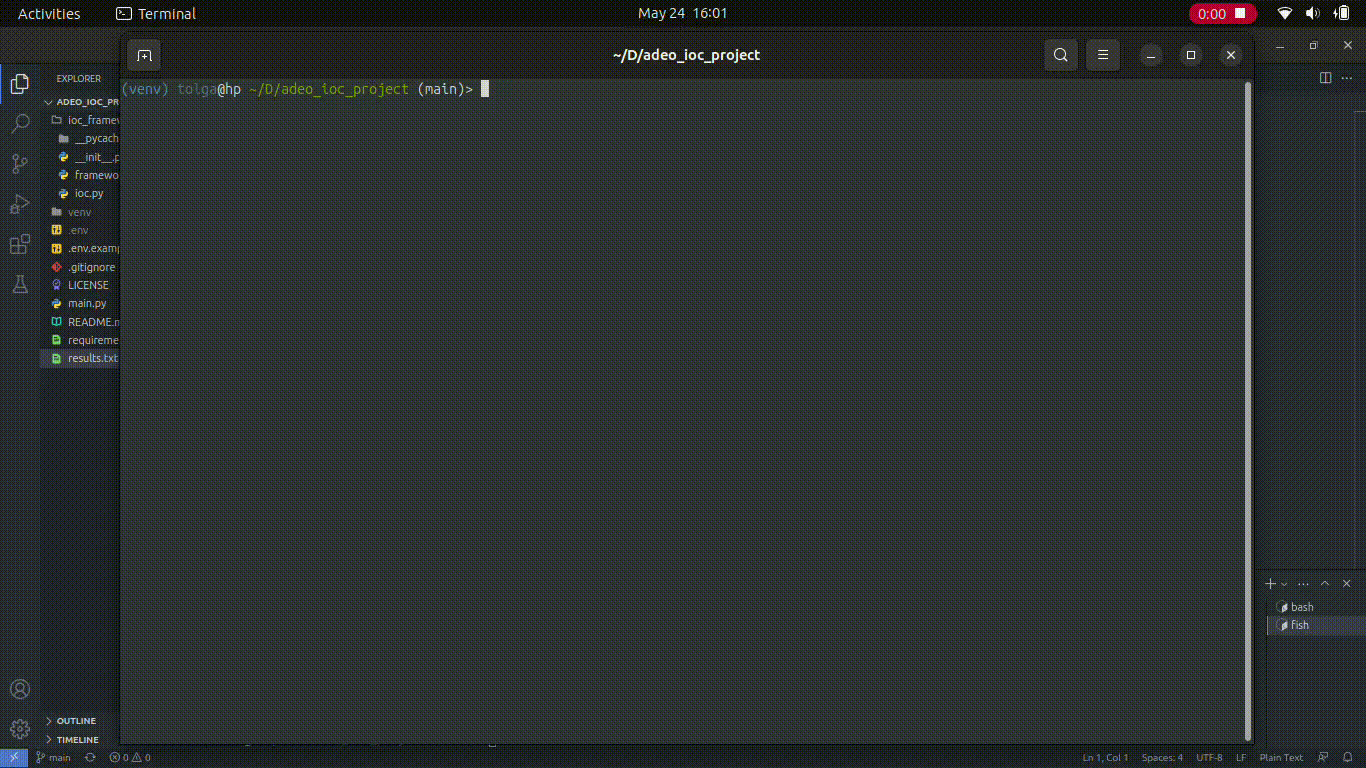 Activities
Terminal
May 24 16:01
0:00
~/D/adeo_ioc_project
EXPLORER
(venv) tolga@hp ~/D/adeo_ioc_project (main)>
ADEO_IOC_PR
ioc_framew
__pycach
__init__.p
framewo
ioc.py
venv
.env
.env.examp
.gitignore
LICENSE
main.py
README.m
requireme
results.txt
bash
fish
OUTLINE
TIMELINE
main
0
0
Ln 1, Col 1
Spaces: 4
UTF-8
LF
Plain Text